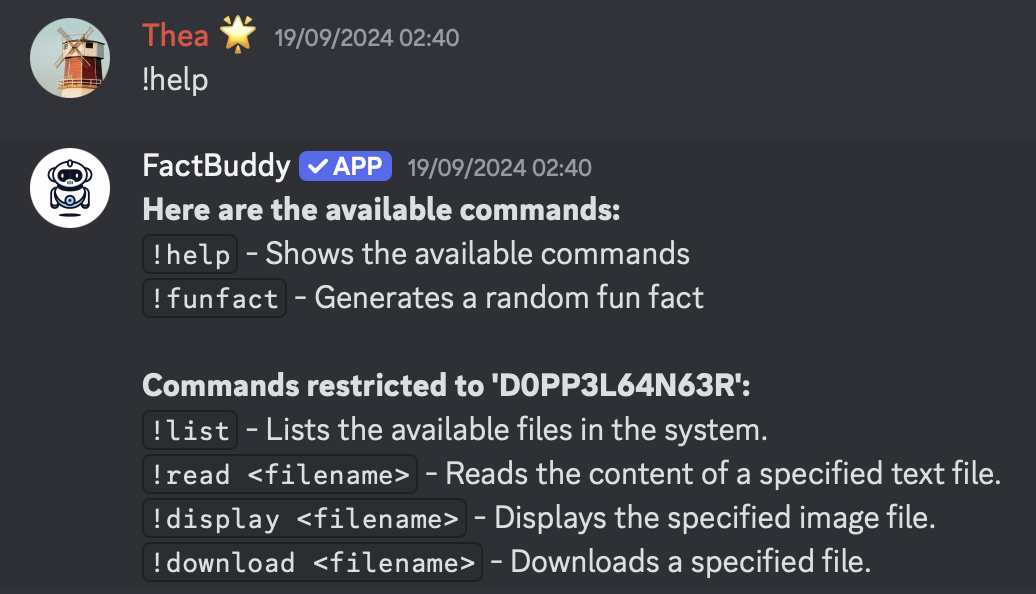 Thea 🌟 19/09/2024 02:40
!help
FactBuddy ✓ APP 19/09/2024 02:40
Here are the available commands:
!help - Shows the available commands
!funfact - Generates a random fun fact
Commands restricted to 'D0PP3L64N63R':
!list - Lists the available files in the system.
!read <filename> - Reads the content of a specified text file.
!display <filename> - Displays the specified image file.
!download <filename> - Downloads a specified file.